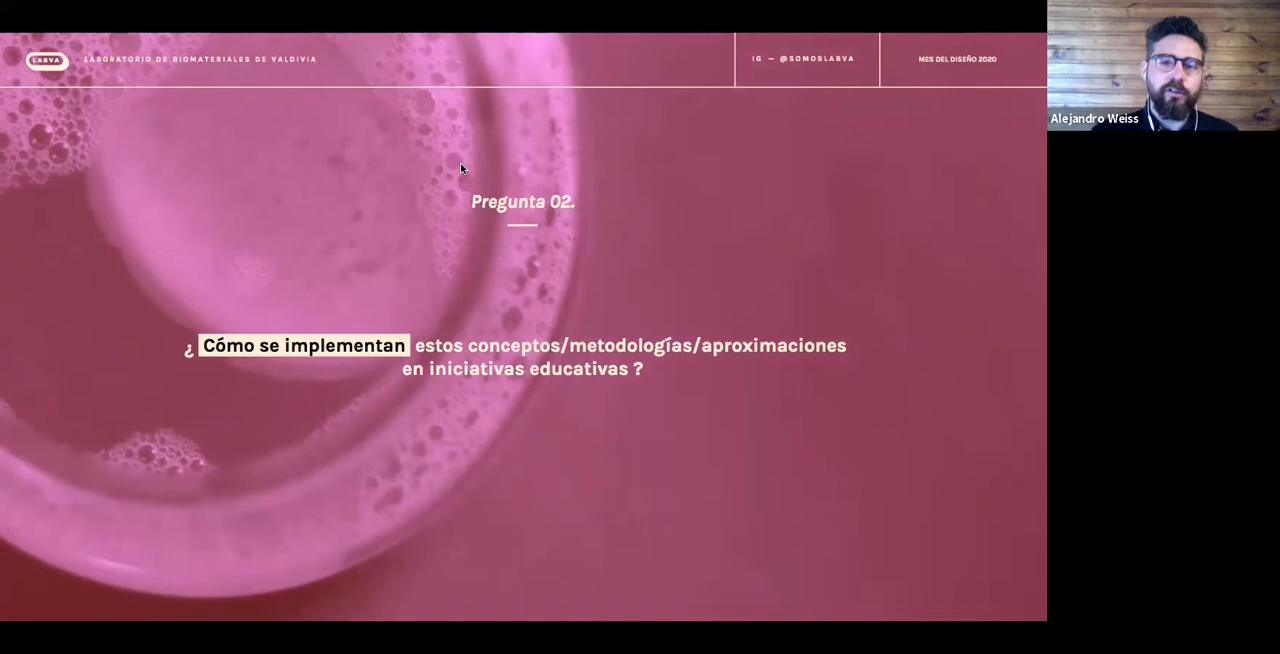 LABVA
LABORATORIO DE BIOMATERIALES DE VALDIVIA
IG — @SOMOSLABVA
MES DEL DISEÑO 2020
Alejandro Weiss
Pregunta 02.
¿ Cómo se implementan estos conceptos/metodologías/aproximaciones
en iniciativas educativas ?